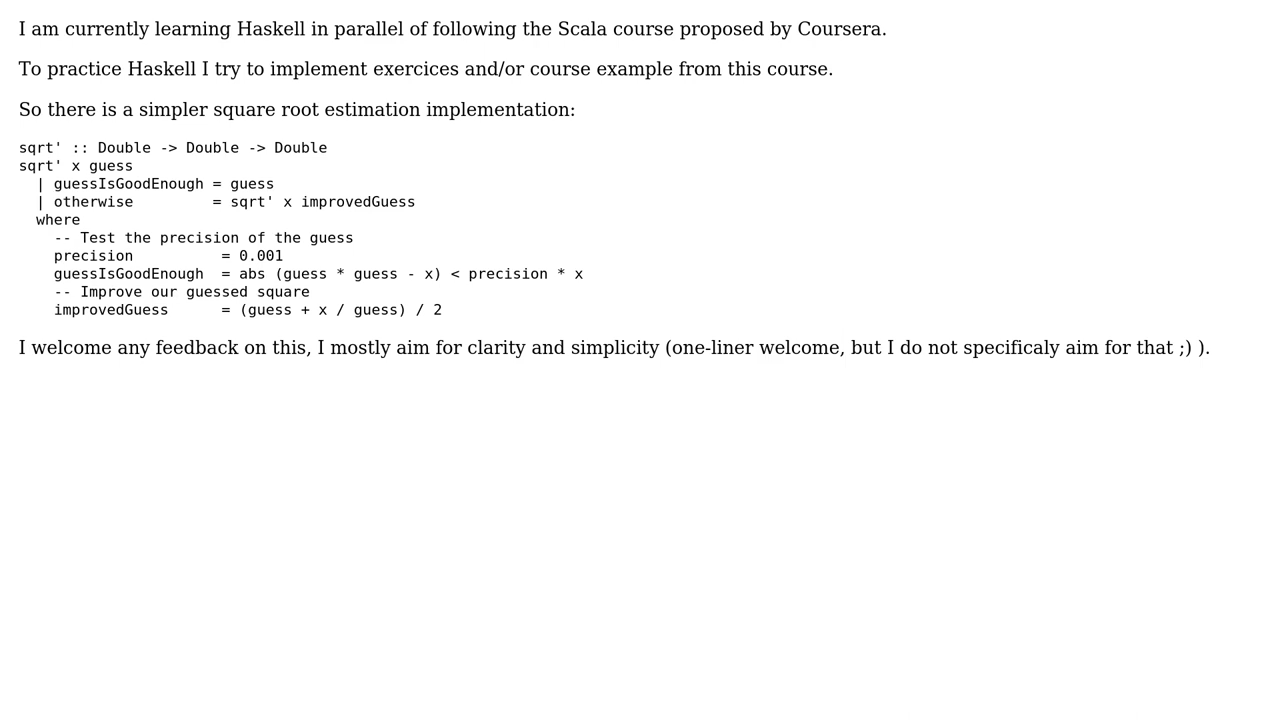 I am currently learning Haskell in parallel of following the Scala course proposed by Coursera.
To practice Haskell I try to implement exercices and/or course example from this course.
So there is a simpler square root estimation implementation:
sqrt' :: Double -> Double -> Double
sqrt' x guess
  | guessIsGoodEnough = guess
  | otherwise         = sqrt' x improvedGuess
  where
    -- Test the precision of the guess
    precision          = 0.001
    guessIsGoodEnough  = abs (guess * guess - x) < precision * x
    -- Improve our guessed square
    improvedGuess      = (guess + x / guess) / 2
I welcome any feedback on this, I mostly aim for clarity and simplicity (one-liner welcome, but I do not specificaly aim for that ;) ).